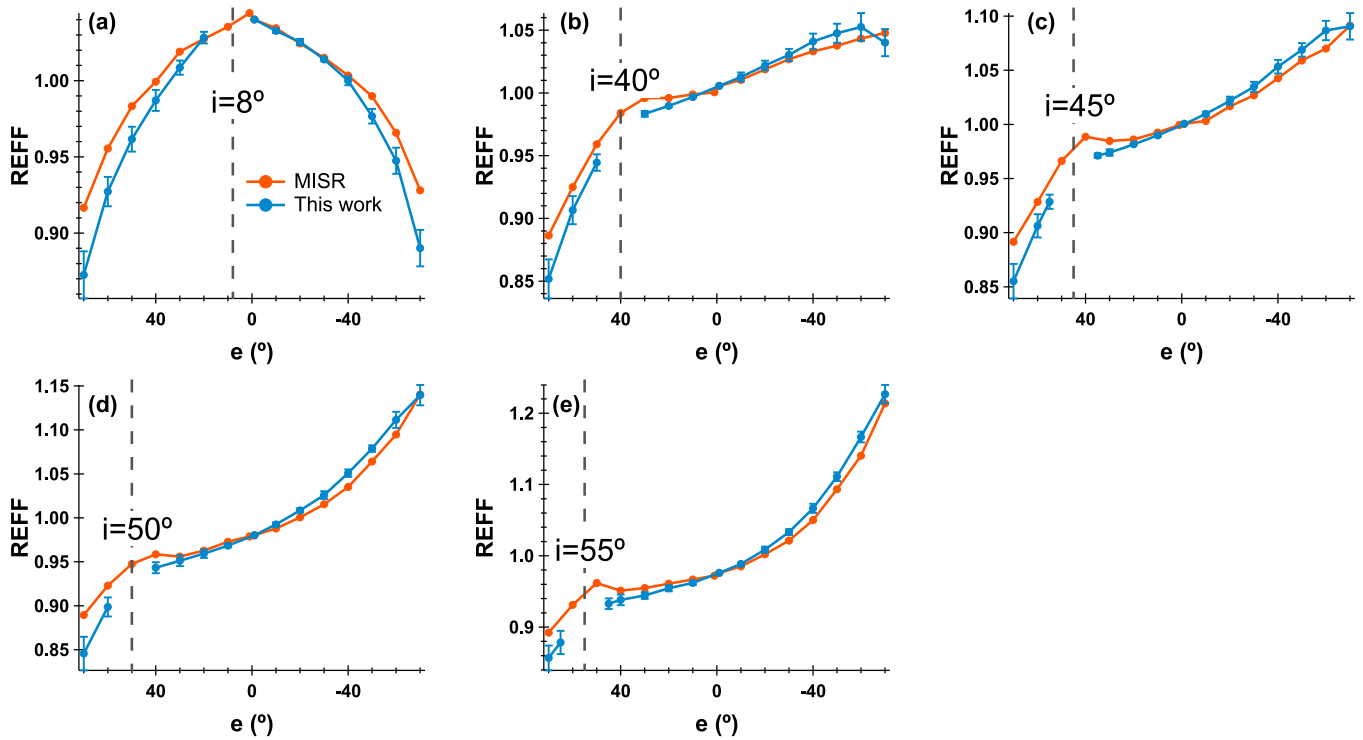 (a)
1.00
0.95
0.90
REFF
i=8º
MISR
This work
40
0
-40
e (º)
(b)
1.05
1.00
0.95
0.90
0.85
REFF
i=40º
40
0
-40
e (º)
(c)
1.10
1.05
1.00
0.95
0.90
0.85
REFF
i=45º
40
0
-40
e (º)
(d)
1.15
1.10
1.05
1.00
0.95
0.90
0.85
REFF
i=50º
40
0
-40
e (º)
(e)
1.2
1.1
1.0
0.9
REFF
i=55º
40
0
-40
e (º)